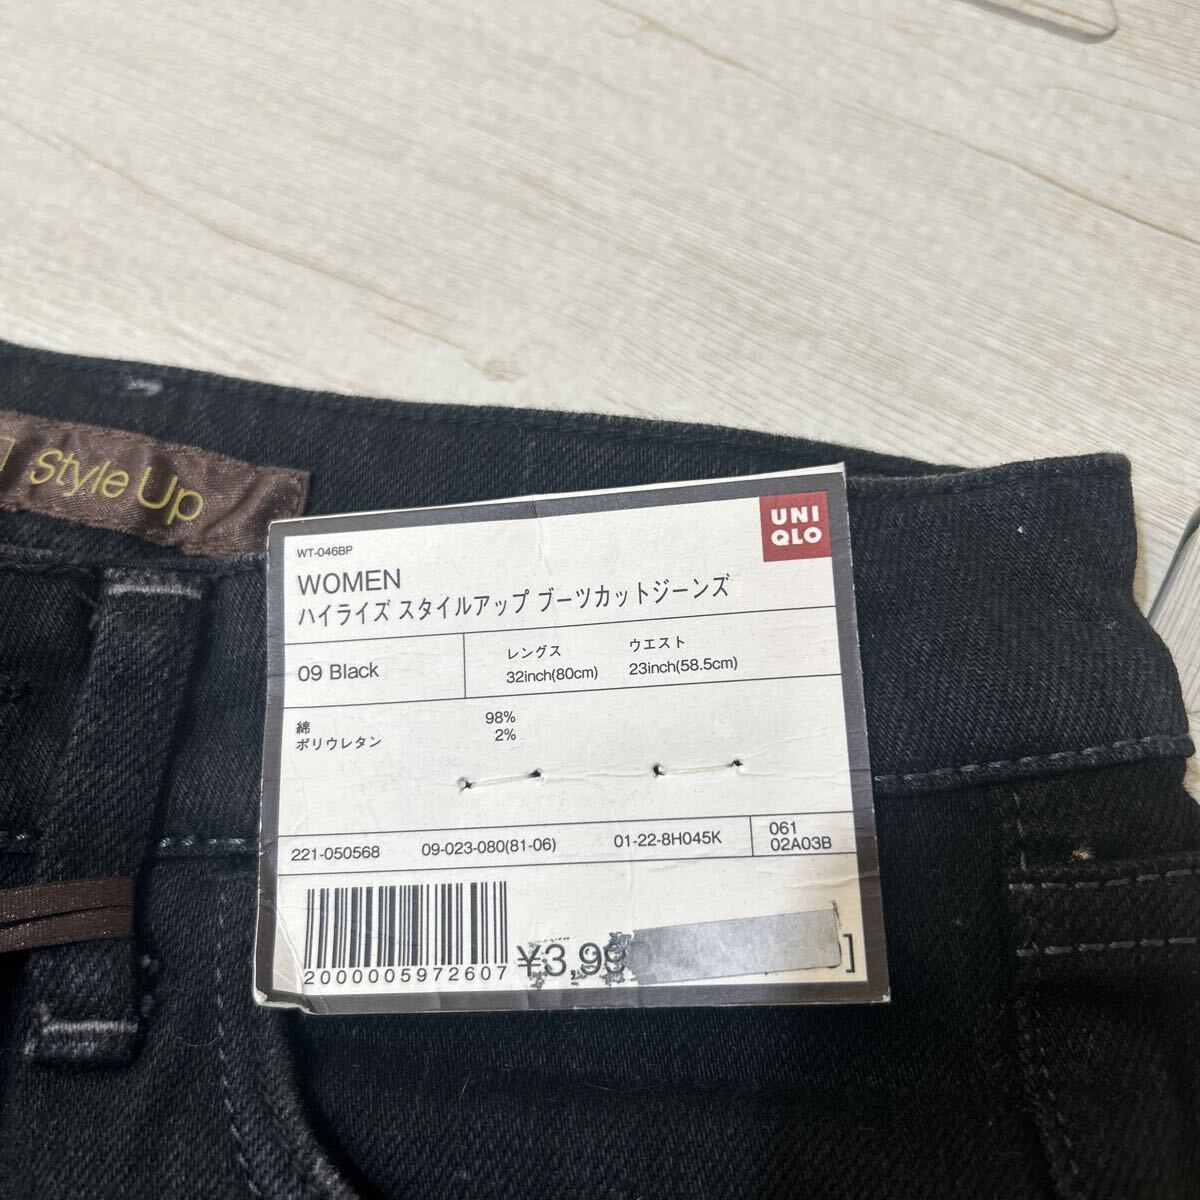 Style Up
UNI
QLO
WT-046BP
WOMEN
ハイライズ スタイルアップ ブーツカットジーンズ
09 Black
レングス
32inch(80cm)
ウエスト
23inch(58.5cm)
綿 98%
ポリウレタン 2%
221-050568 09-023-080(81-06) 01-22-8H045K
061
02A03B
2000005972607
¥3,99
]